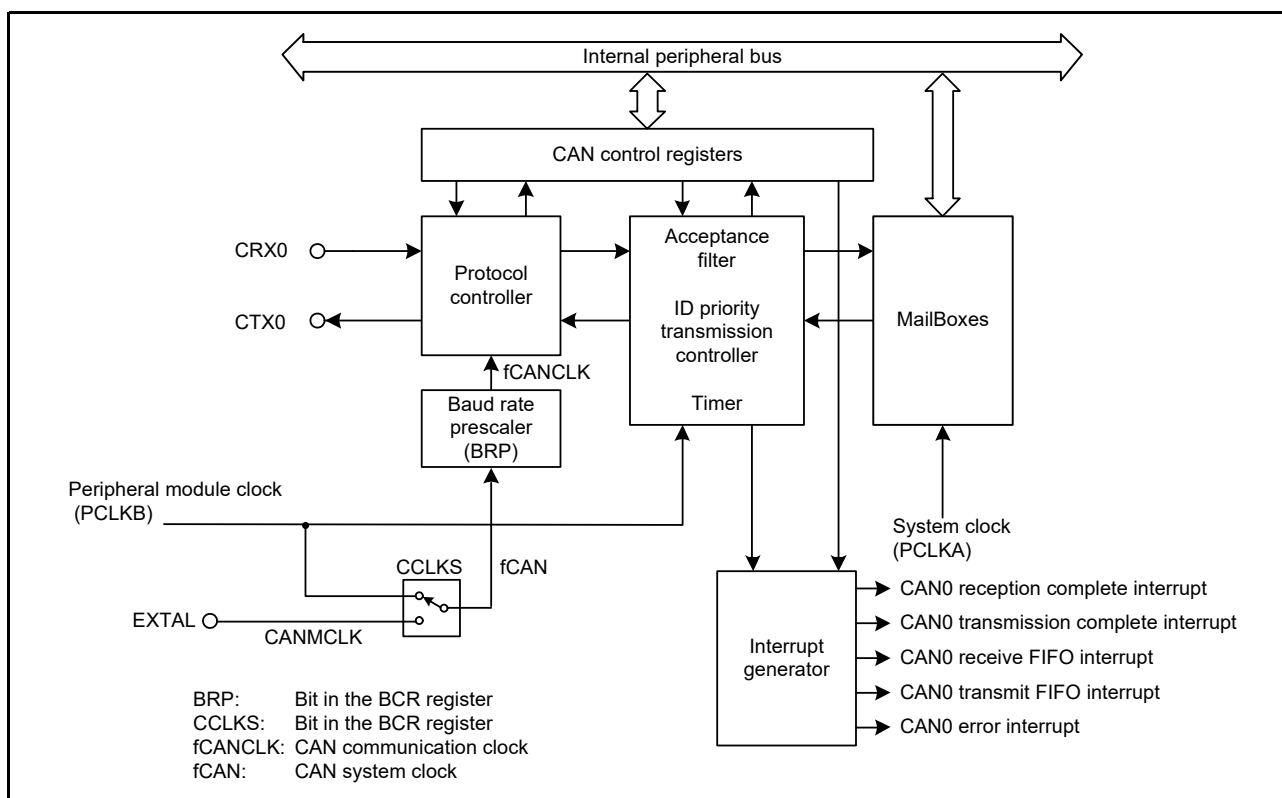 Internal peripheral bus
CAN control registers
CRX0
CTX0
Protocol
controller
Acceptance
filter
ID priority
transmission
controller
Timer
MailBoxes
fCANCLK
Baud rate
prescaler
(BRP)
Peripheral module clock
(PCLKB)
System clock
(PCLKA)
CCLKS
fCAN
EXTAL
CANMCLK
Interrupt
generator
CAN0 reception complete interrupt
CAN0 transmission complete interrupt
CAN0 receive FIFO interrupt
CAN0 transmit FIFO interrupt
CAN0 error interrupt
BRP: Bit in the BCR register
CCLKS: Bit in the BCR register
fCANCLK: CAN communication clock
fCAN: CAN system clock